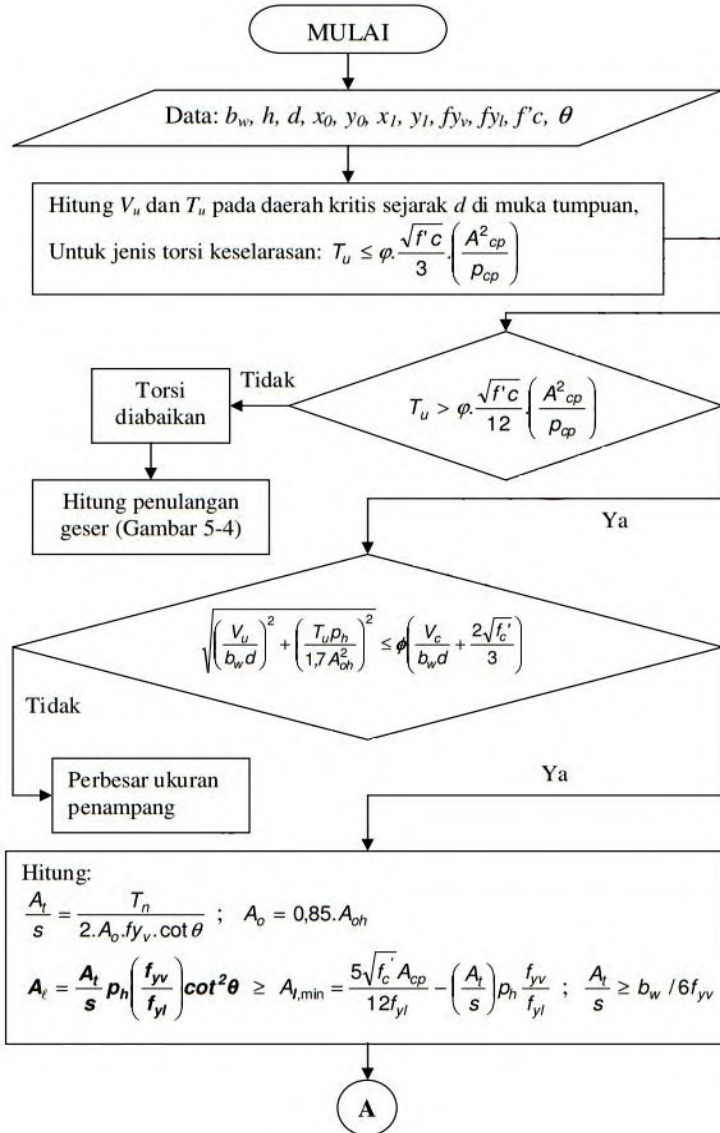 MULAI
Data: b_w, h, d, x_0, y_0, x_1, y_1, fy_v, fy_l, f'c, θ
Hitung V_u dan T_u pada daerah kritis sejarak d di muka tumpuan,
Untuk jenis torsi keselarasan: T_u ≤ φ.√f'c/3.(A²_cp/p_cp)
T_u > φ.√f'c/12.(A²_cp/p_cp)
Tidak
Torsi
diabaikan
Hitung penulangan
geser (Gambar 5-4)
Ya
√((V_u/b_w d)² + (T_u p_h/1,7 A_oh²)²) ≤ ϕ(V_c/b_w d + 2√f_c'/3)
Tidak
Perbesar ukuran
penampang
Ya
Hitung:
A_t/s = T_n/2.A_o.fy_v.cot θ ; A_o = 0,85.A_oh
A_ℓ = A_t/s p_h (f_yv/f_yl) cot²θ ≥ A_l,min = 5√f_c' A_cp/12f_yl − (A_t/s) p_h f_yv/f_yl ; A_t/s ≥ b_w /6f_yv
A